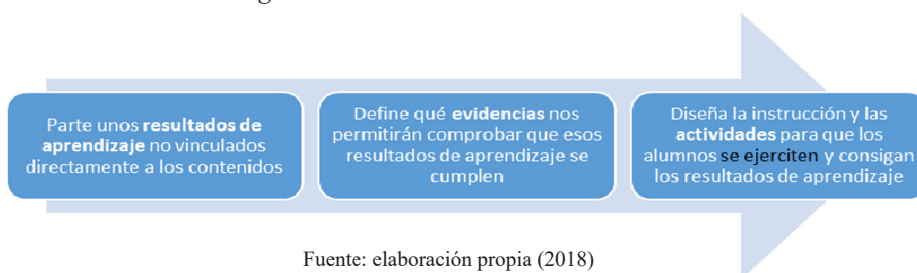 Parte unos resultados de
aprendizaje no vinculados
directamente a los contenidos
Define qué evidencias nos
permitirán comprobar que esos
resultados de aprendizaje se
cumplen
Diseña la instrucción y las
actividades para que los
alumnos se ejerciten y consigan
los resultados de aprendizaje
Fuente: elaboración propia (2018)